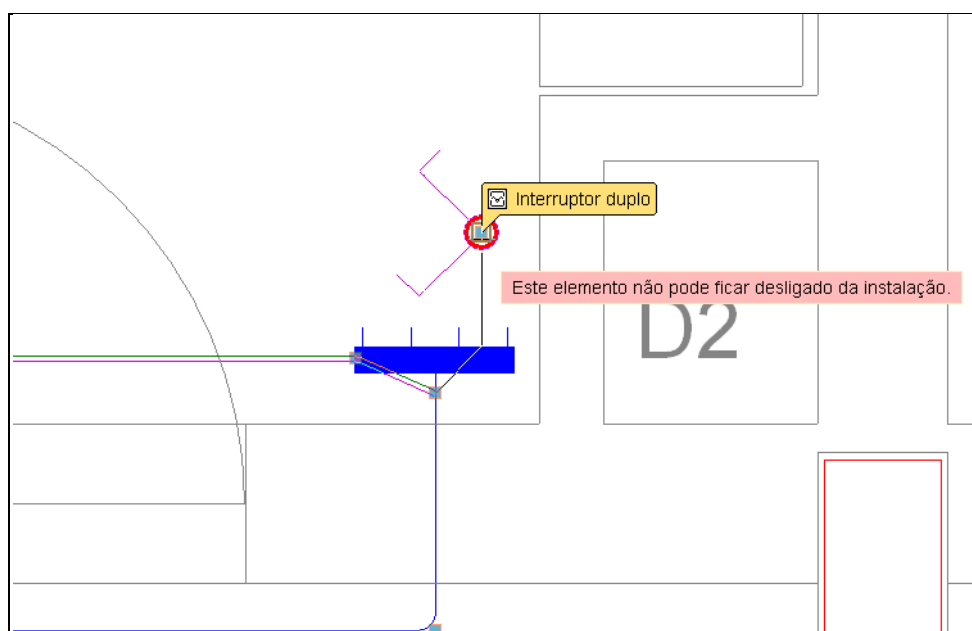 Interruptor duplo
Este elemento não pode ficar desligado da instalação.
D2